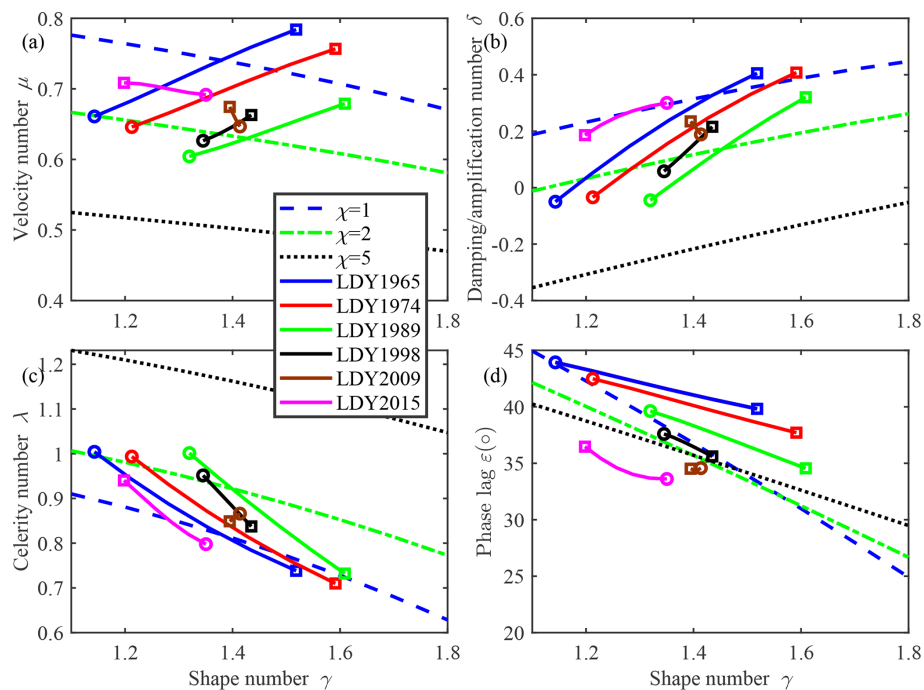 (a)
0.8
0.7
0.6
0.5
0.4
1.2
1.4
1.6
1.8
Velocity number μ
(b)
0.6
0.4
0.2
0
-0.2
-0.4
1.2
1.4
1.6
1.8
Damping/amplification number δ
χ=1
χ=2
χ=5
LDY1965
LDY1974
LDY1989
LDY1998
LDY2009
LDY2015
(c)
1.2
1.1
1
0.9
0.8
0.7
0.6
1.2
1.4
1.6
1.8
Celerity number λ
Shape number γ
(d)
45
40
35
30
25
20
1.2
1.4
1.6
1.8
Phase lag ε(○)
Shape number γ